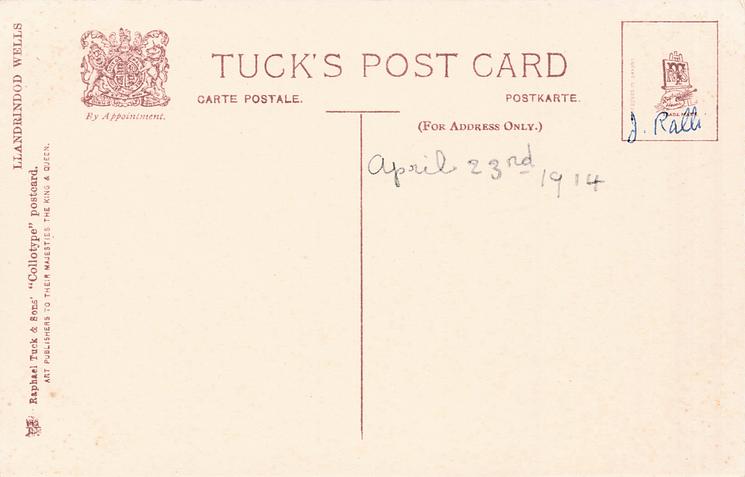 TUCK'S POST CARD
CARTE POSTALE.
POSTKARTE.
By Appointment.
(FOR ADDRESS ONLY.)
J. Ralli
April 23rd 1914
LLANDRINDOD WELLS
Raphael Tuck & Sons' "Collotype" postcard.
ART PUBLISHERS TO THEIR MAJESTIES THE KING & QUEEN.